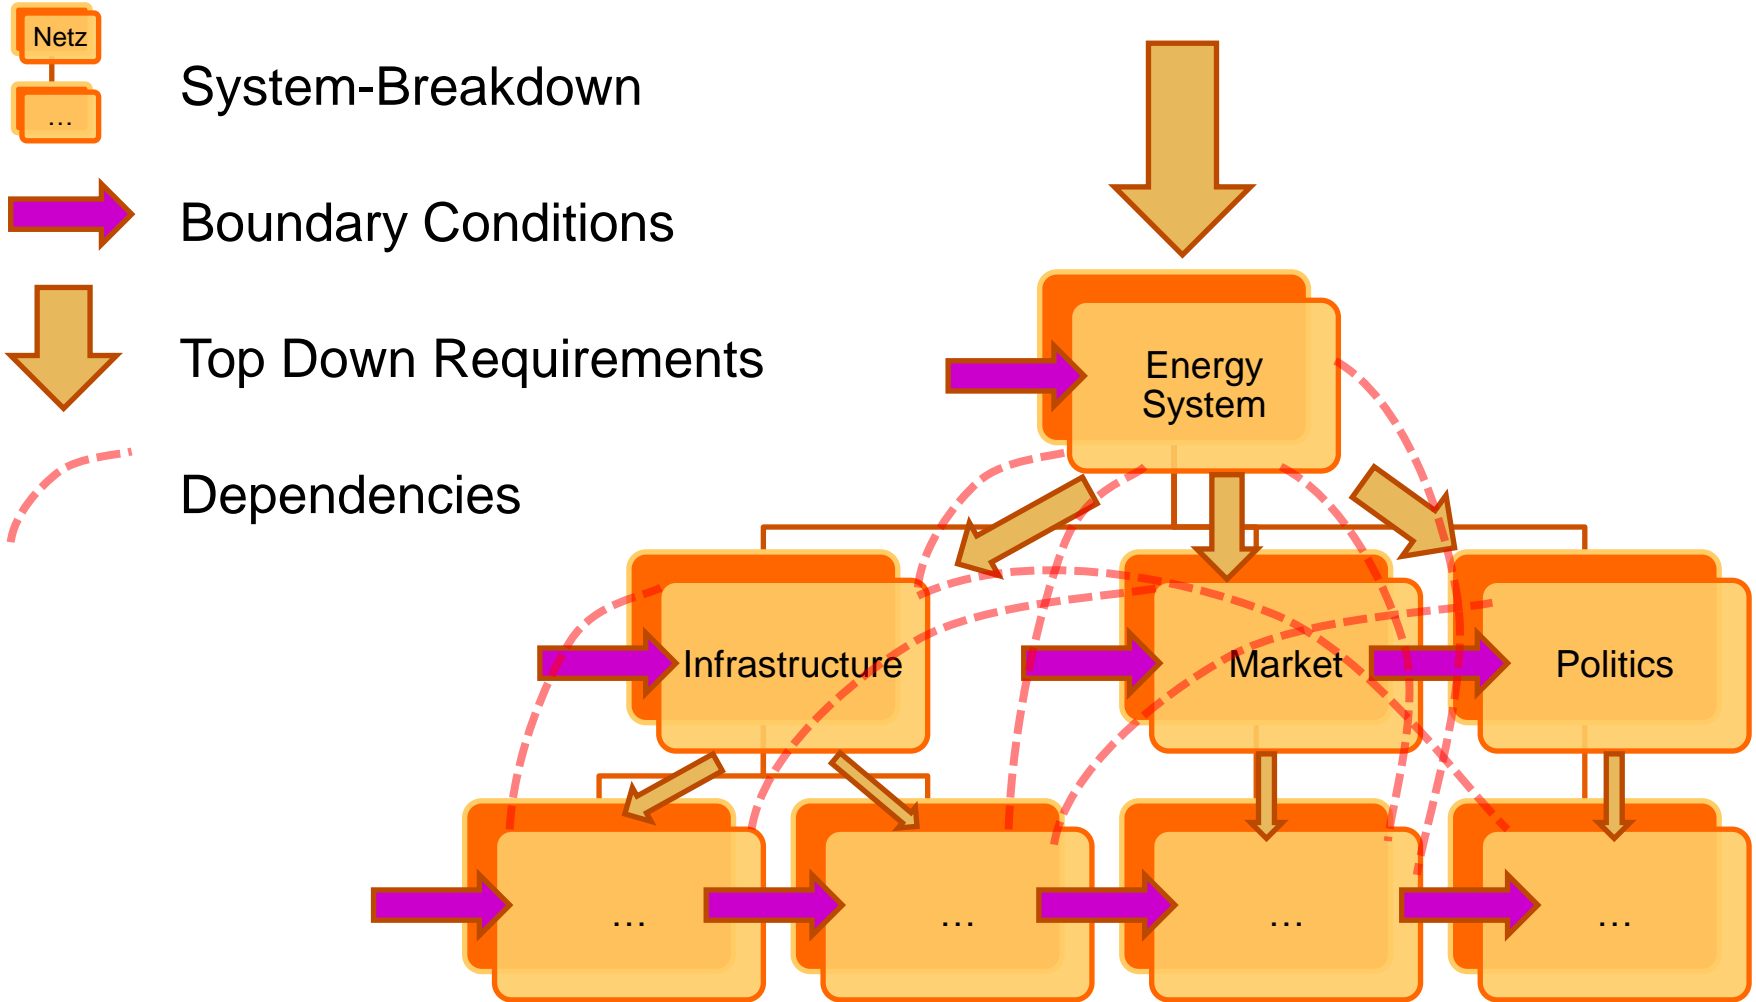 Netz
…
System-Breakdown
Boundary Conditions
Top Down Requirements
Dependencies
Energy
System
Infrastructure
Market
Politics
…
…
…
…